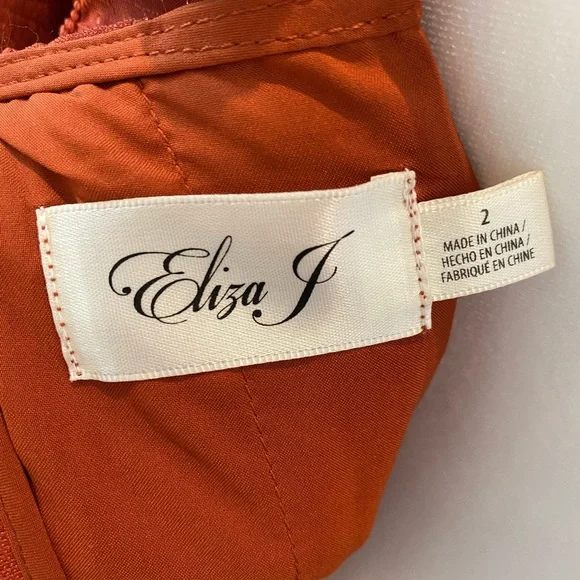 Eliza J
2
MADE IN CHINA /
HECHO EN CHINA /
FABRIQUÉ EN CHINE